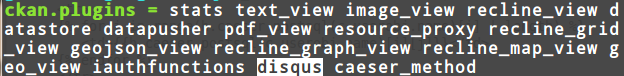 ckan.plugins = stats text_view image_view recline_view d
atastore datapusher pdf_view resource_proxy recline_grid
_view geojson_view recline_graph_view recline_map_view g
eo_view iauthfunctions disqus caeser_method